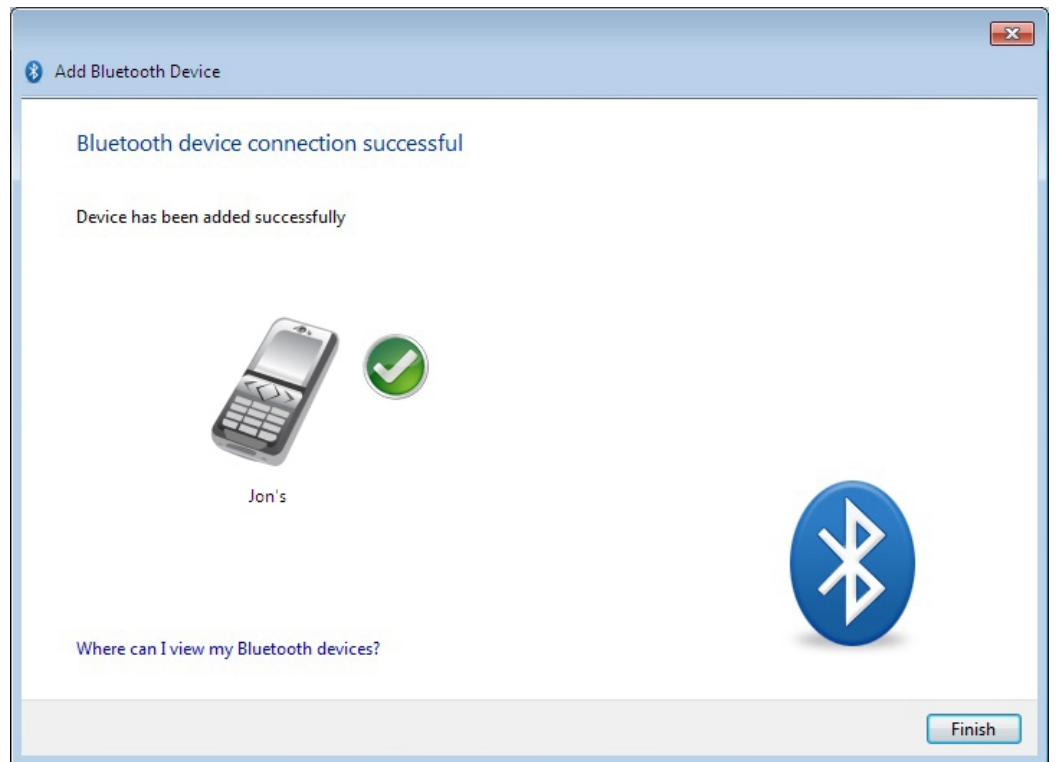 Add Bluetooth Device
Bluetooth device connection successful
Device has been added successfully
Jon's
Where can I view my Bluetooth devices?
Finish